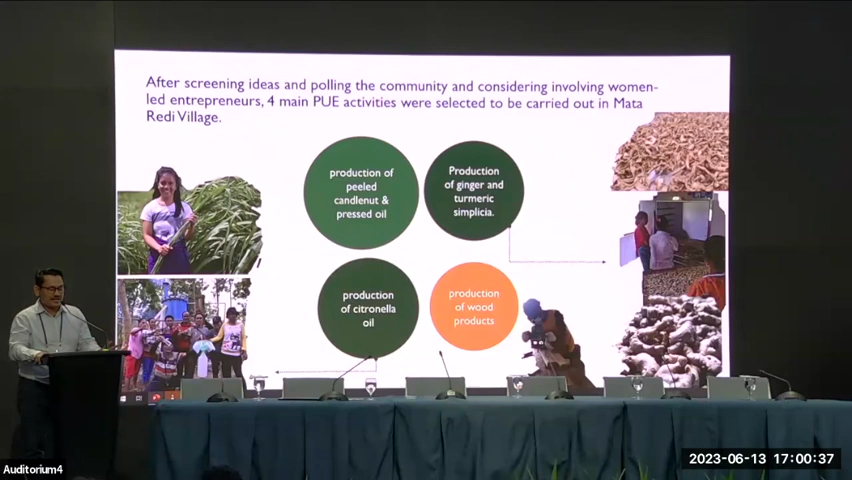 After screening ideas and polling the community and considering involving women-
led entrepreneurs, 4 main PUE activities were selected to be carried out in Mata
Redi Village.
production of
peeled
candlenut &
pressed oil
Production
of ginger and
turmeric
simplicia.
production
of citronella
oil
production
of wood
products
Auditorium4
2023-06-13 17:00:37